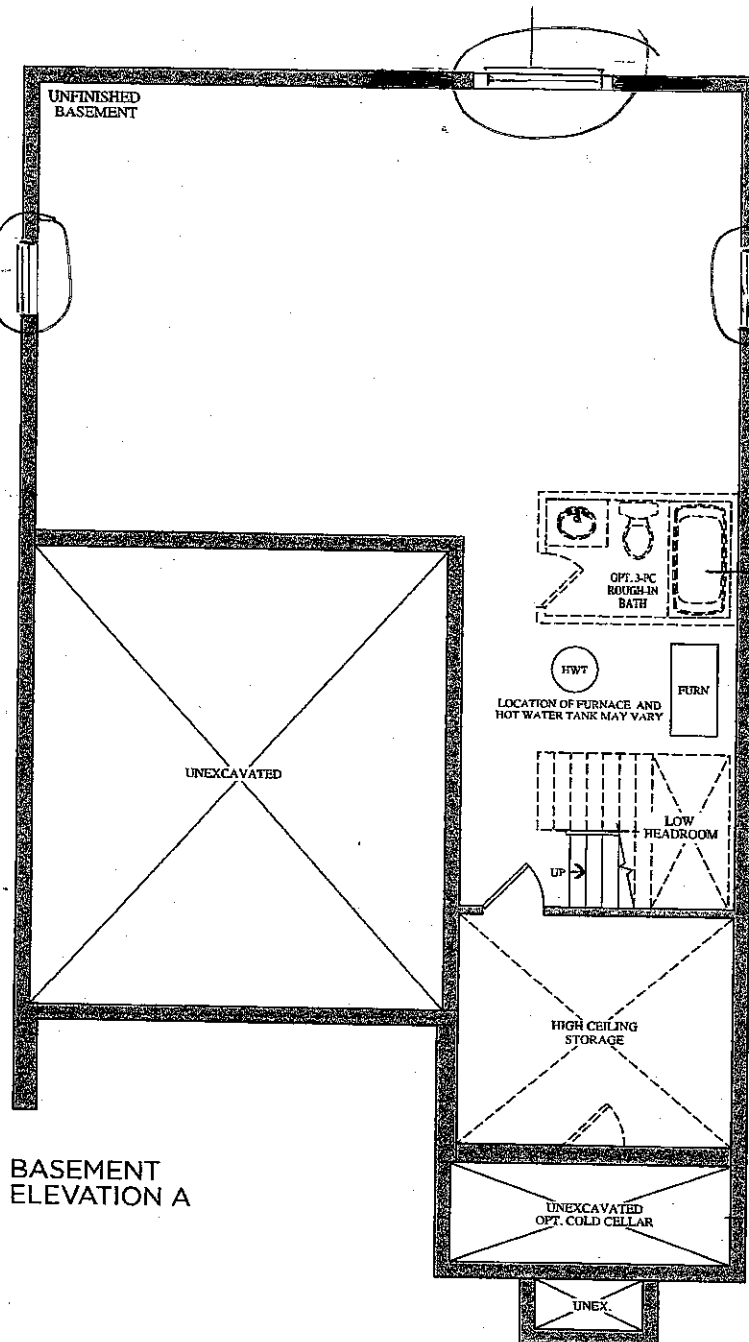 UNFINISHED
BASEMENT
OPT. 3-PC
ROUGH-IN
BATH
HWT
FURN
LOCATION OF FURNACE AND
HOT WATER TANK MAY VARY
UNEXCAVATED
LOW
HEADROOM
UP
HIGH CEILING
STORAGE
BASEMENT
ELEVATION A
UNEXCAVATED
OPT. COLD CELLAR
UNEX.